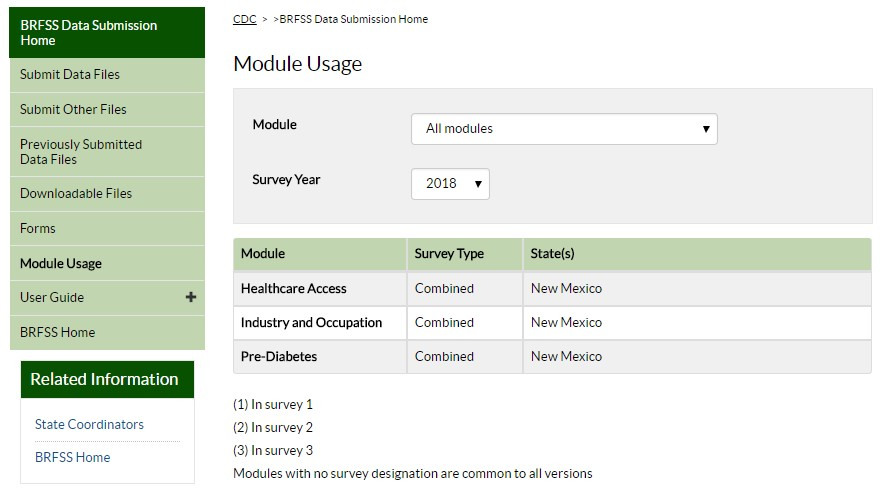 BRFSS Data Submission
Home
Submit Data Files
Submit Other Files
Previously Submitted
Data Files
Downloadable Files
Forms
Module Usage
User Guide +
BRFSS Home
Related Information
State Coordinators
BRFSS Home
CDC > >BRFSS Data Submission Home
Module Usage
Module All modules ▼
Survey Year 2018 ▼
Module Survey Type State(s)
Healthcare Access Combined New Mexico
Industry and Occupation Combined New Mexico
Pre-Diabetes Combined New Mexico
(1) In survey 1
(2) In survey 2
(3) In survey 3
Modules with no survey designation are common to all versions